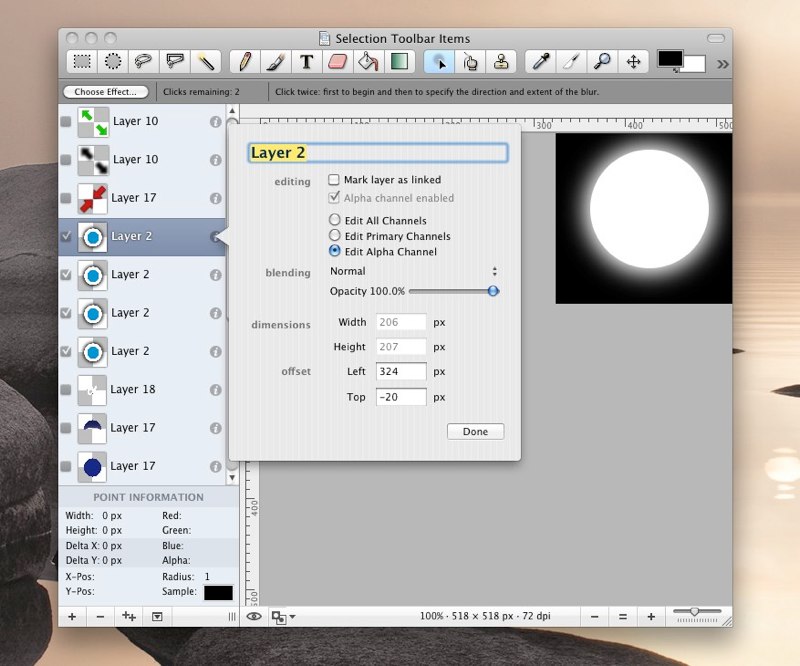 Selection Toolbar Items
T
Choose Effect...
Clicks remaining: 2
Click twice: first to begin and then to specify the direction and extent of the blur.
Layer 10
Layer 10
Layer 17
Layer 2
Layer 2
Layer 2
Layer 2
Layer 18
Layer 17
Layer 17
300
400
500
Layer 2
editing
Mark layer as linked
Alpha channel enabled
Edit All Channels
Edit Primary Channels
Edit Alpha Channel
blending
Normal
Opacity 100.0%
dimensions
Width 206 px
Height 207 px
offset
Left 324 px
Top -20 px
Done
400
500
POINT INFORMATION
Width: 0 px Red:
Height: 0 px Green:
Delta X: 0 px Blue:
Delta Y: 0 px Alpha:
X-Pos: Radius: 1
Y-Pos: Sample:
100% · 518 × 518 px · 72 dpi